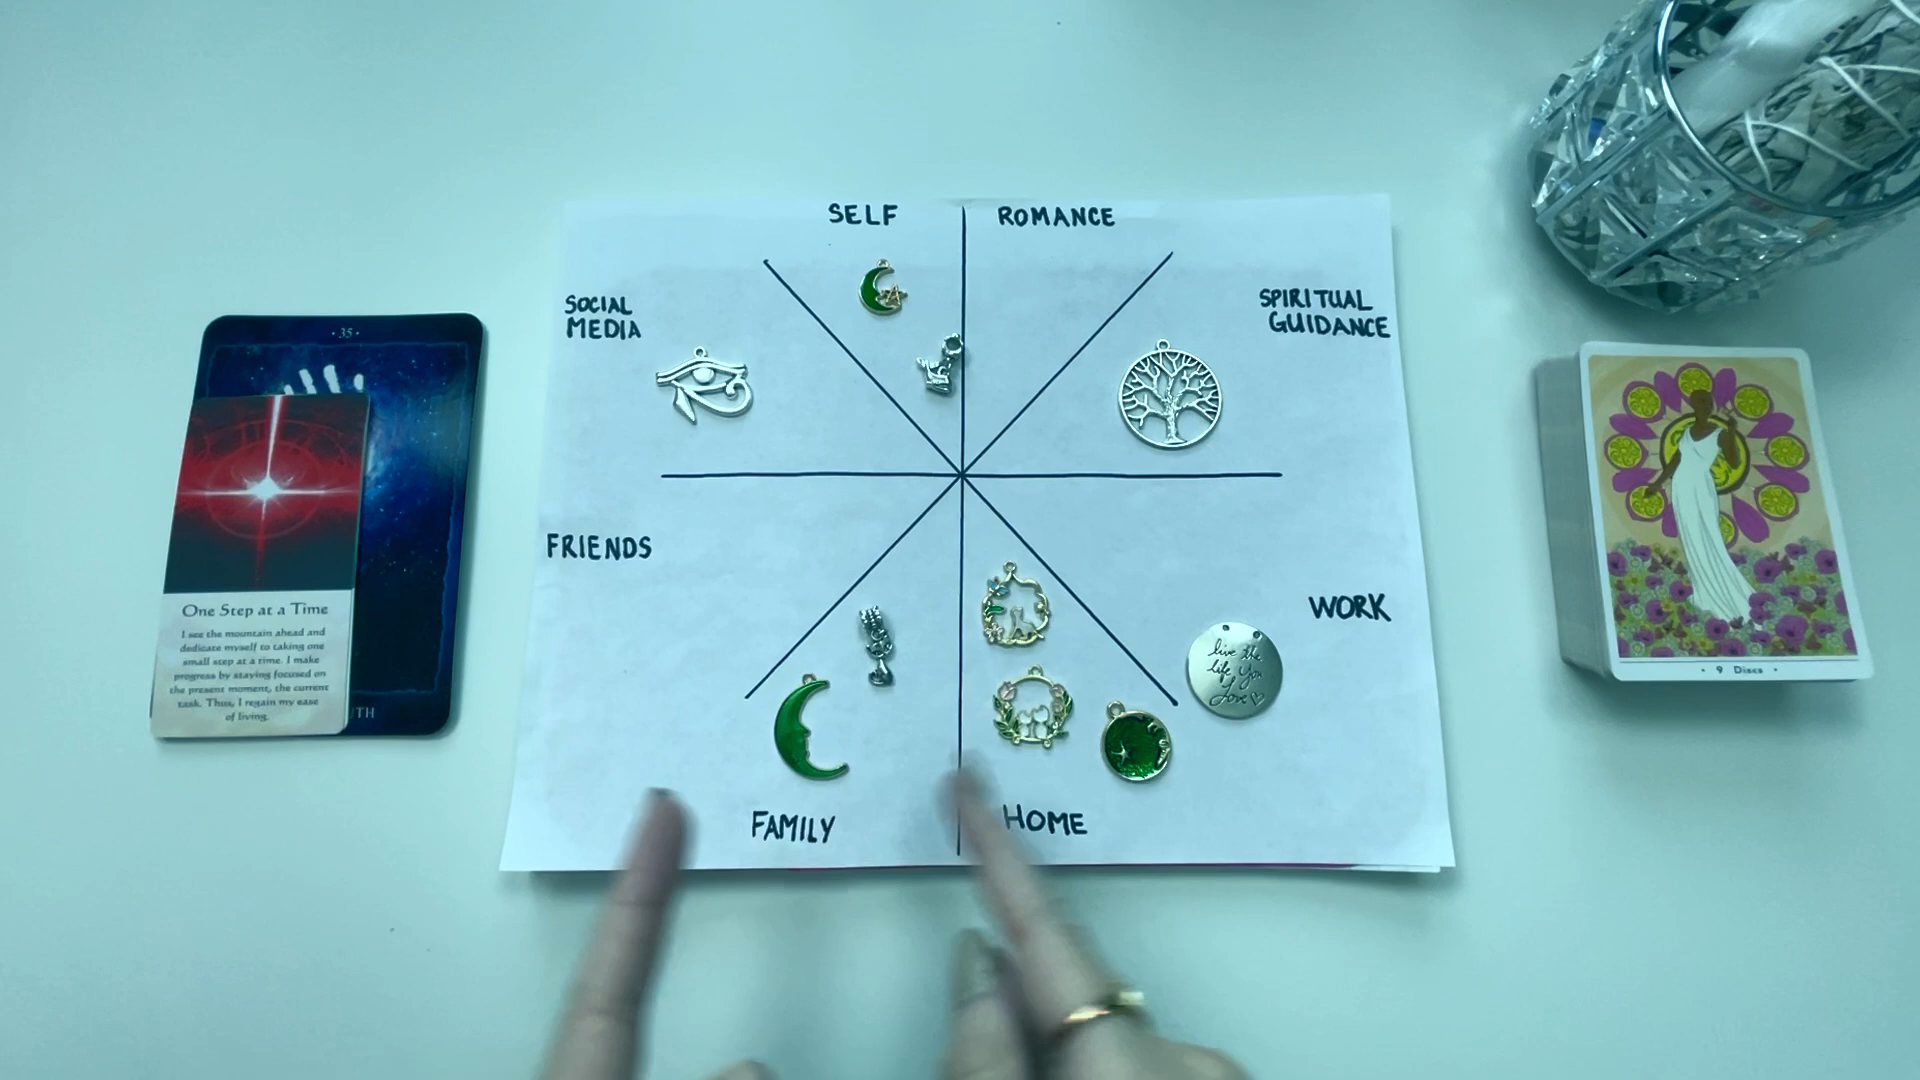 SELF
ROMANCE
SOCIAL
MEDIA
SPIRITUAL
GUIDANCE
FRIENDS
WORK
FAMILY
HOME
· 35 ·
One Step at a Time
I see the mountain ahead and
dedicate myself to taking one
small step at a time. I make
progress by staying focused on
the present moment, the current
task. Thus, I regain my ease
of living.
UTH
live the
life you
love
· 9 Discs ·